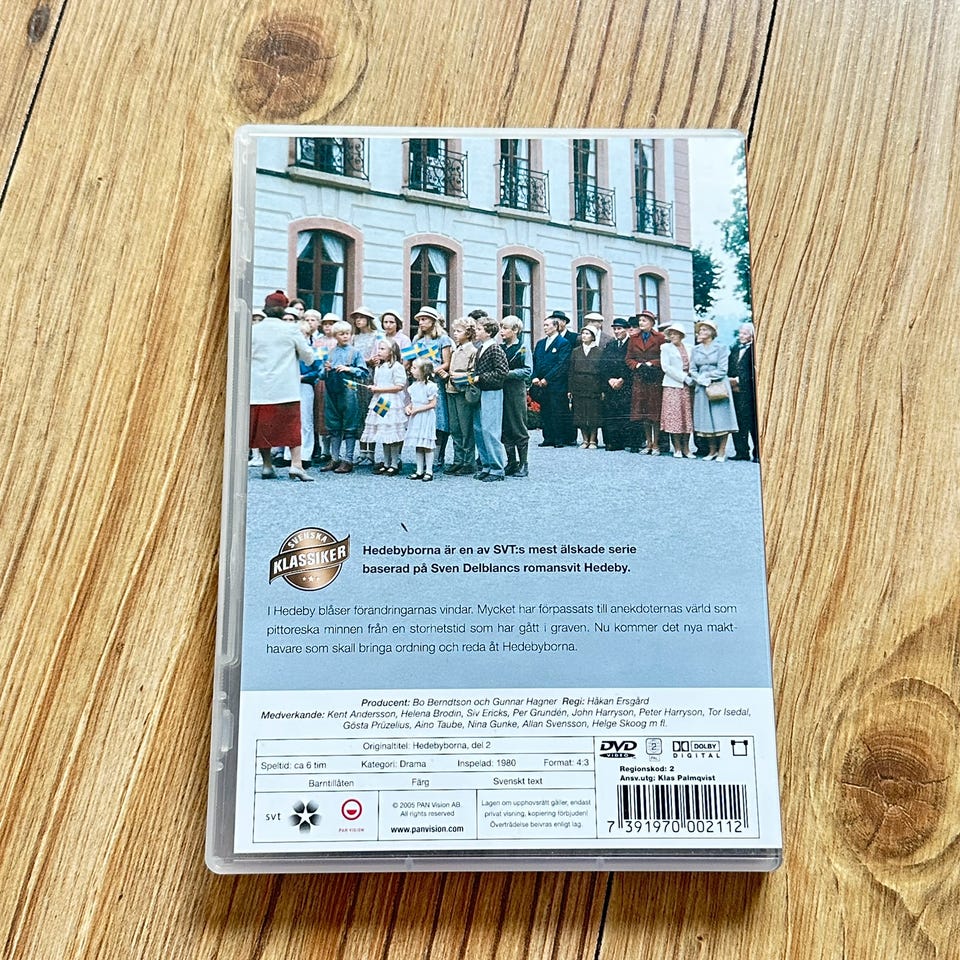 SVENSKA
KLASSIKER
Hedebyborna är en av SVT:s mest älskade serie
baserad på Sven Delblancs romansvit Hedeby.
I Hedeby blåser förändringarnas vindar. Mycket har förpassats till anekdoternas värld som
pittoreska minnen från en storhetstid som har gått i graven. Nu kommer det nya makt-
havare som skall bringa ordning och reda åt Hedebyborna.
Producent: Bo Berndtson och Gunnar Hagner Regi: Håkan Ersgård
Medverkande: Kent Andersson, Helena Brodin, Siv Ericks, Per Grundén, John Harryson, Peter Harryson, Tor Isedal,
Gösta Prüzelius, Aino Taube, Nina Gunke, Allan Svensson, Helge Skoog m fl.
Originaltitel: Hedebyborna, del 2
Speltid: ca 6 tim Kategori: Drama Inspelad: 1980 Format: 4:3
Barntillåten Färg Svenskt text
svt
PAN VISION
© 2005 PAN Vision AB.
All rights reserved
www.panvision.com
Lagen om upphovsrätt gäller, endast
privat visning, kopiering förbjuden!
Överträdelse beivras enligt lag.
DVD
VIDEO
2
PAL
DOLBY
DIGITAL
Regionskod: 2
Ansv.utg: Klas Palmqvist
7 391970 002112